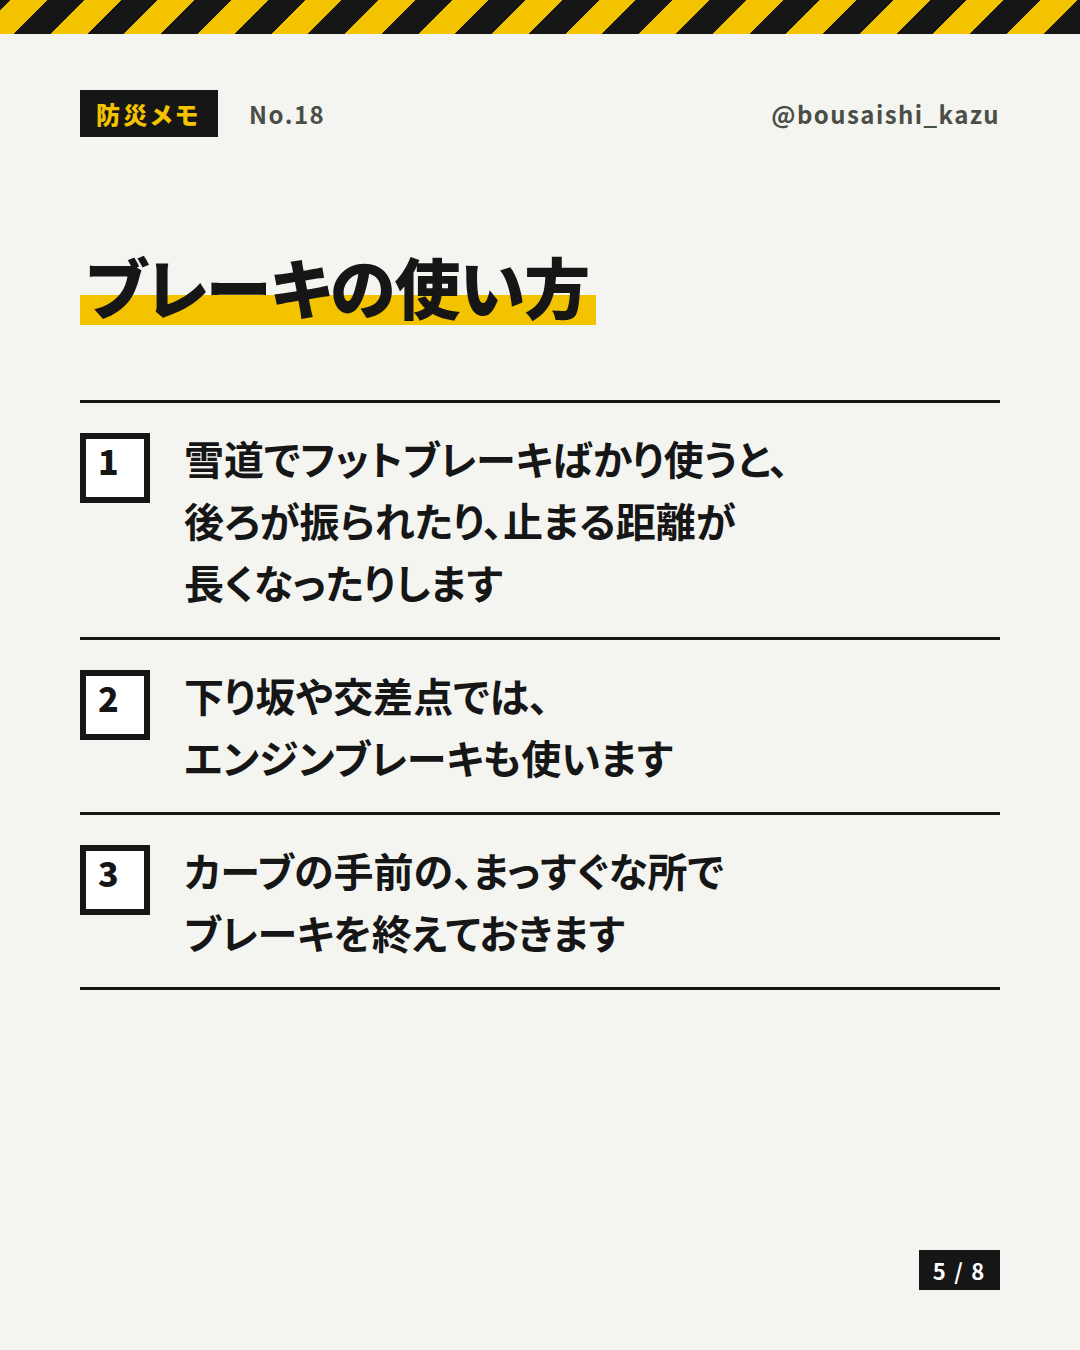 防災メモ No.18 @bousaishi_kazu
ブレーキの使い方
1 雪道でフットブレーキばかり使うと、
後ろが振られたり、止まる距離が
長くなったりします
2 下り坂や交差点では、
エンジンブレーキも使います
3 カーブの手前の、まっすぐな所で
ブレーキを終えておきます
5 / 8